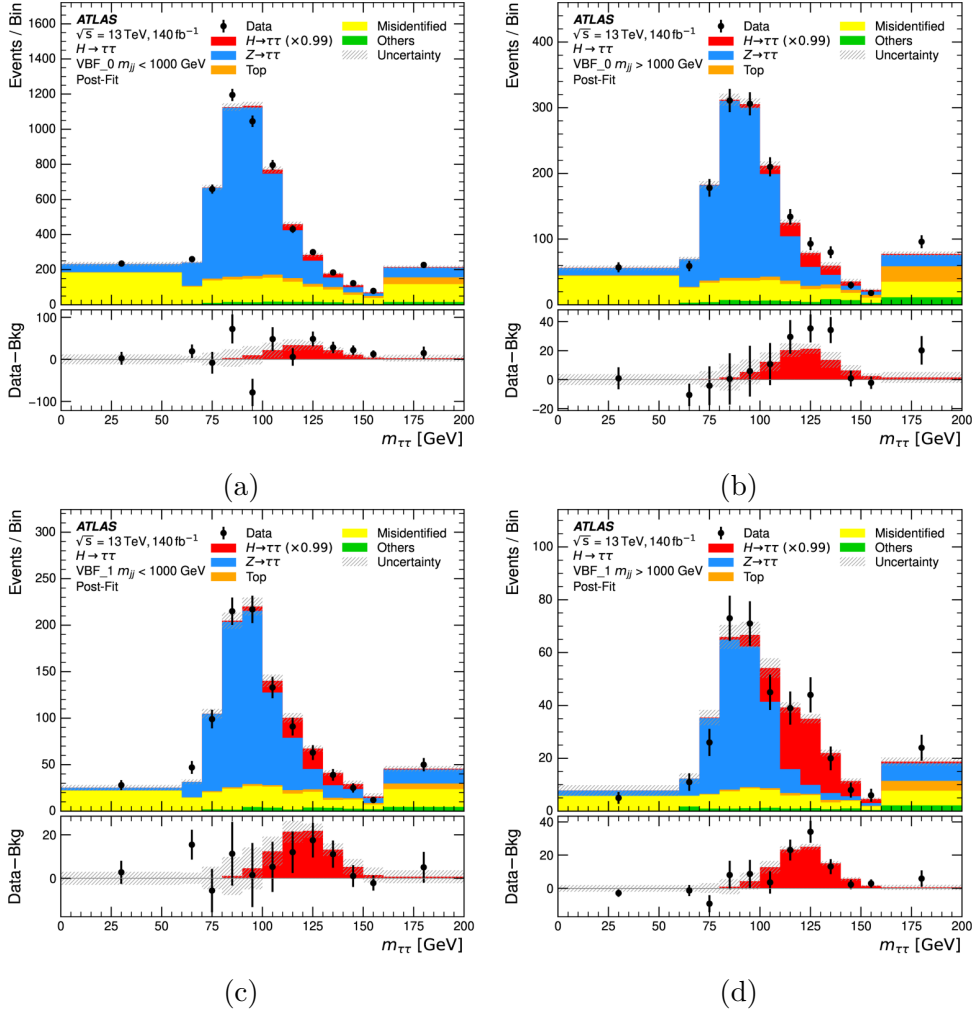 ATLAS
√s = 13 TeV, 140 fb⁻¹
H→ττ
VBF_0 m_jj < 1000 GeV
Post-Fit
Data
H→ττ (×0.99)
Z→ττ
Top
Misidentified
Others
Uncertainty
Events / Bin
1600
1400
1200
1000
800
600
400
200
0
Data−Bkg
100
0
−100
0 25 50 75 100 125 150 175 200
m_ττ [GeV]
(a)
ATLAS
√s = 13 TeV, 140 fb⁻¹
H→ττ
VBF_0 m_jj > 1000 GeV
Post-Fit
Data
H→ττ (×0.99)
Z→ττ
Top
Misidentified
Others
Uncertainty
Events / Bin
400
300
200
100
0
Data−Bkg
40
20
0
−20
0 25 50 75 100 125 150 175 200
m_ττ [GeV]
(b)
ATLAS
√s = 13 TeV, 140 fb⁻¹
H→ττ
VBF_1 m_jj < 1000 GeV
Post-Fit
Data
H→ττ (×0.99)
Z→ττ
Top
Misidentified
Others
Uncertainty
Events / Bin
300
250
200
150
100
50
0
Data−Bkg
20
0
0 25 50 75 100 125 150 175 200
m_ττ [GeV]
(c)
ATLAS
√s = 13 TeV, 140 fb⁻¹
H→ττ
VBF_1 m_jj > 1000 GeV
Post-Fit
Data
H→ττ (×0.99)
Z→ττ
Top
Misidentified
Others
Uncertainty
Events / Bin
100
80
60
40
20
0
Data−Bkg
40
20
0
0 25 50 75 100 125 150 175 200
m_ττ [GeV]
(d)